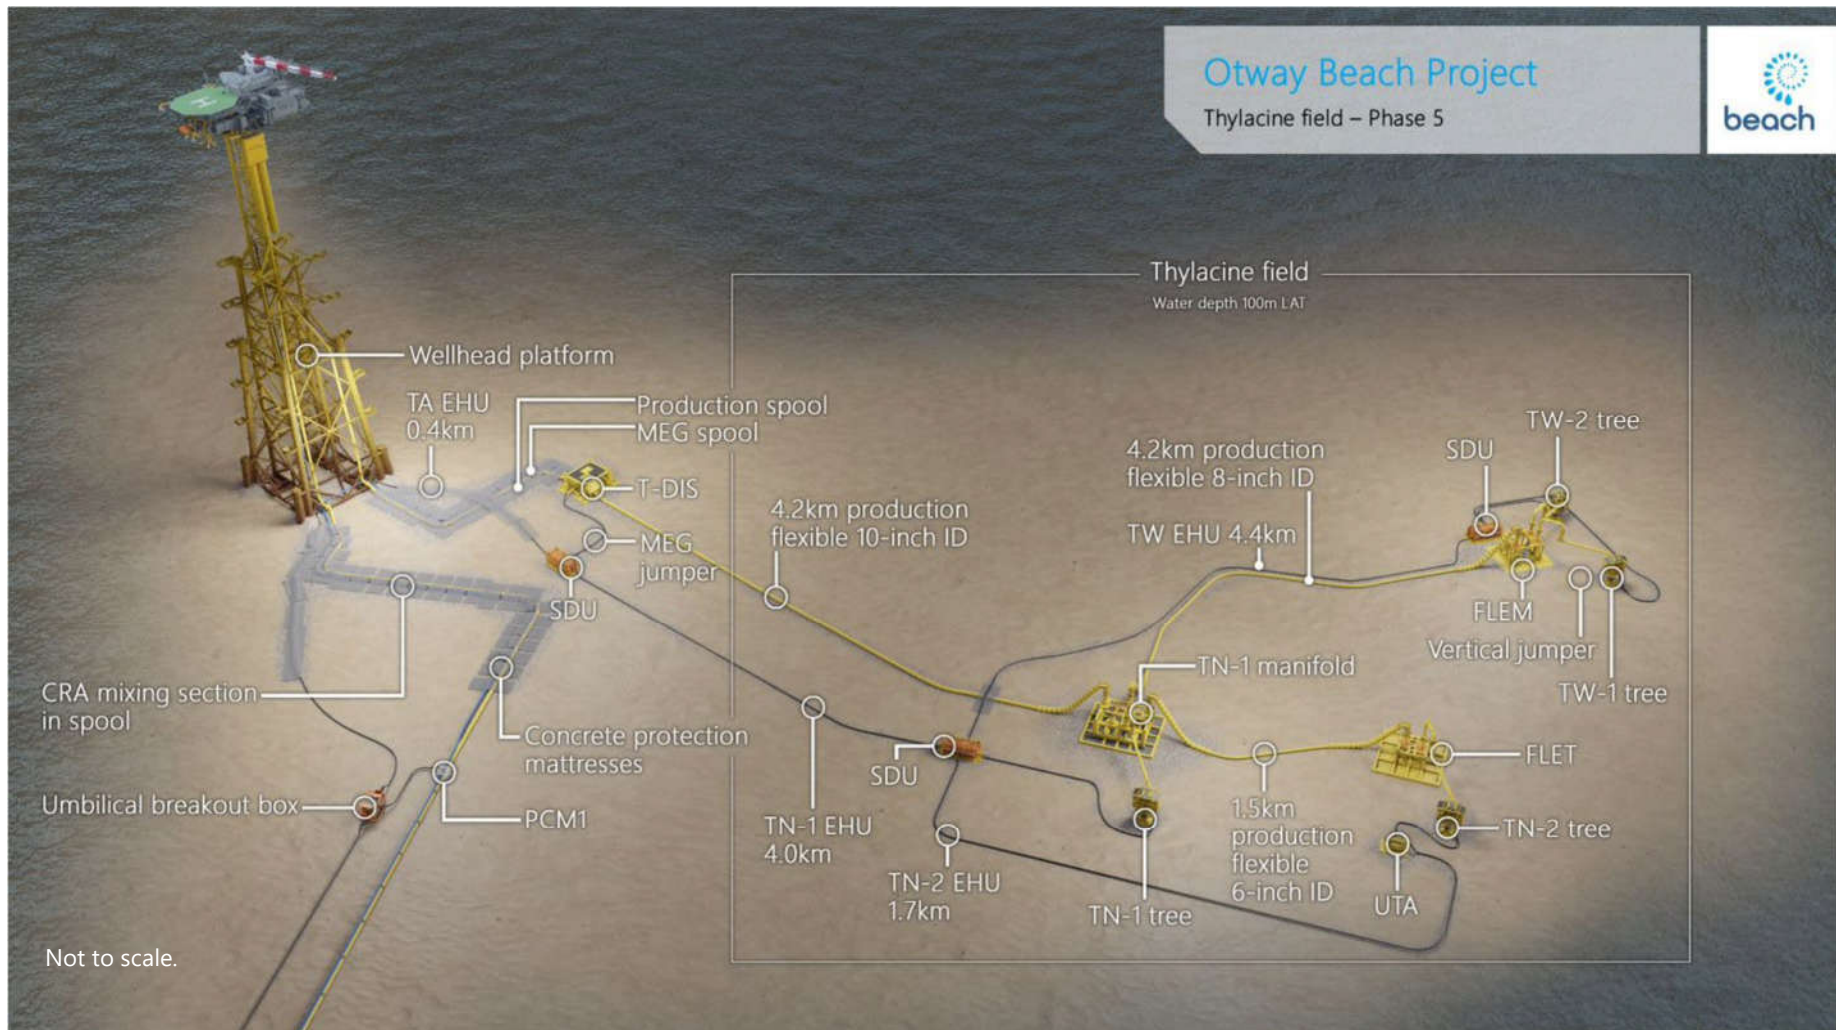 Otway Beach Project
Thylacine field – Phase 5
beach
H
Thylacine field
Water depth 100m LAT
Wellhead platform
TA EHU
0.4km
Production spool
MEG spool
T-DIS
MEG
jumper
SDU
4.2km production
flexible 10-inch ID
4.2km production
flexible 8-inch ID
TW EHU 4.4km
SDU
TW-2 tree
FLEM
Vertical jumper
TW-1 tree
TN-1 manifold
CRA mixing section
in spool
Concrete protection
mattresses
Umbilical breakout box
PCM1
SDU
TN-1 EHU
4.0km
TN-2 EHU
1.7km
TN-1 tree
1.5km
production
flexible
6-inch ID
FLET
TN-2 tree
UTA
Not to scale.